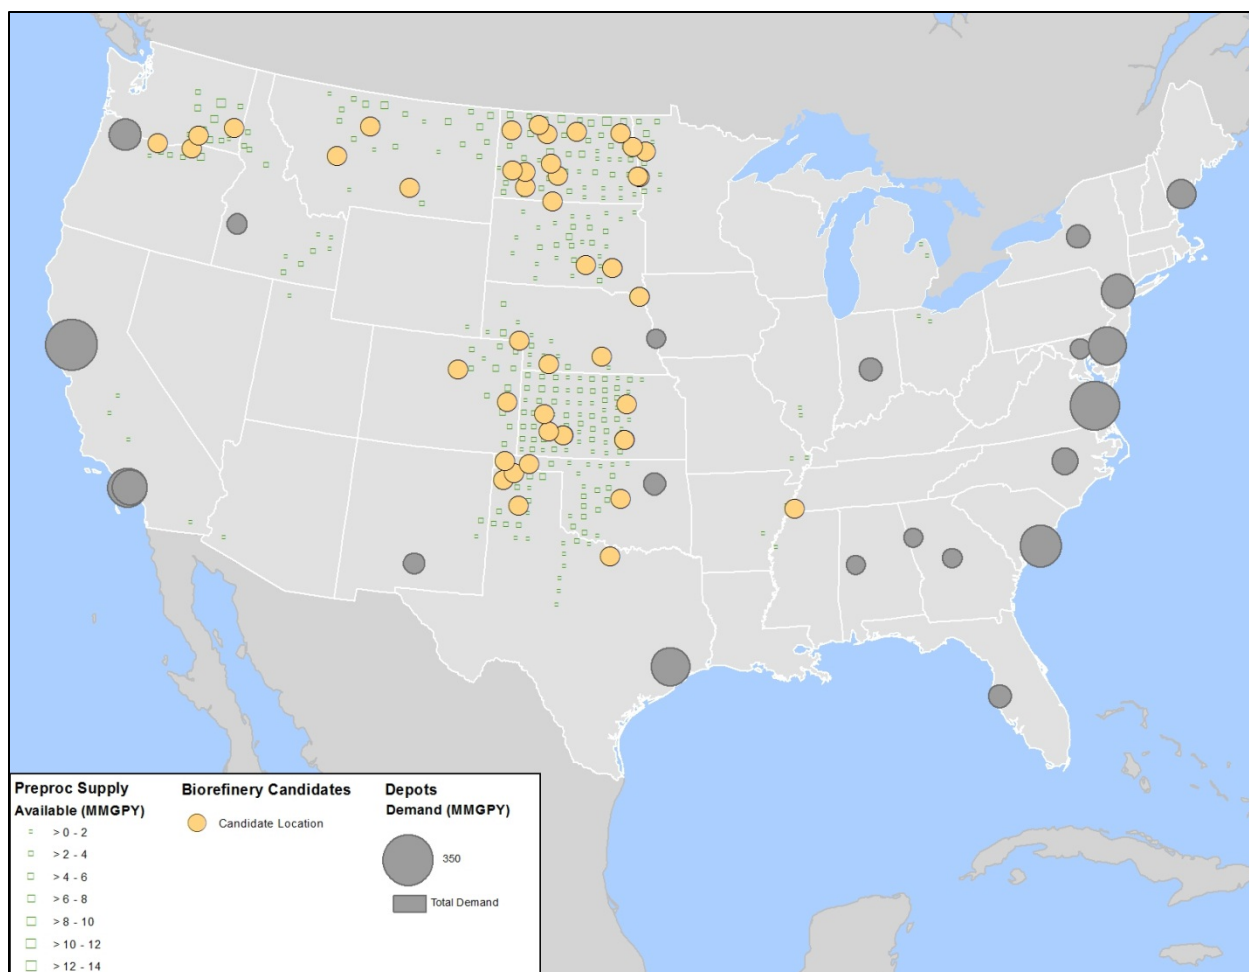 Preproc Supply
Available (MMGPY)
> 0 - 2
> 2 - 4
> 4 - 6
> 6 - 8
> 8 - 10
> 10 - 12
> 12 - 14
Biorefinery Candidates
Candidate Location
Depots
Demand (MMGPY)
350
Total Demand